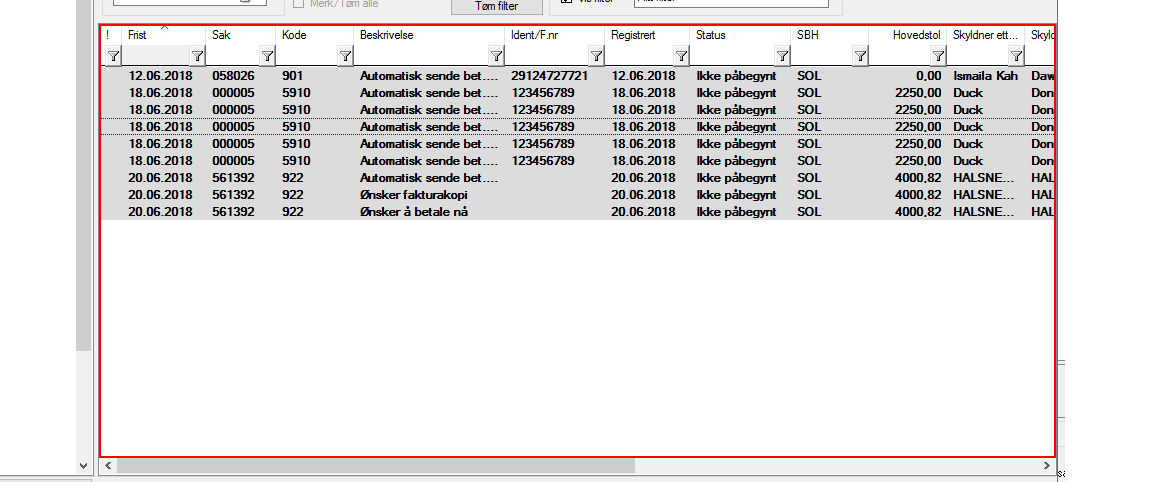 Merk/Tøm alle Tøm filter Vis filter
! Frist Sak Kode Beskrivelse Ident/F.nr Registrert Status SBH Hovedstol Skyldner ett... Skyld
12.06.2018 058026 901 Automatisk sende bet.... 29124727721 12.06.2018 Ikke påbegynt SOL 0,00 Ismaila Kah Daw
18.06.2018 000005 5910 Automatisk sende bet.... 123456789 18.06.2018 Ikke påbegynt SOL 2250,00 Duck Don
18.06.2018 000005 5910 Automatisk sende bet.... 123456789 18.06.2018 Ikke påbegynt SOL 2250,00 Duck Don
18.06.2018 000005 5910 Automatisk sende bet.... 123456789 18.06.2018 Ikke påbegynt SOL 2250,00 Duck Don
18.06.2018 000005 5910 Automatisk sende bet.... 123456789 18.06.2018 Ikke påbegynt SOL 2250,00 Duck Don
18.06.2018 000005 5910 Automatisk sende bet.... 123456789 18.06.2018 Ikke påbegynt SOL 2250,00 Duck Don
20.06.2018 561392 922 Automatisk sende bet.... 20.06.2018 Ikke påbegynt SOL 4000,82 HALSNE... HAL
20.06.2018 561392 922 Ønsker fakturakopi 20.06.2018 Ikke påbegynt SOL 4000,82 HALSNE... HAL
20.06.2018 561392 922 Ønsker å betale nå 20.06.2018 Ikke påbegynt SOL 4000,82 HALSNE... HAL